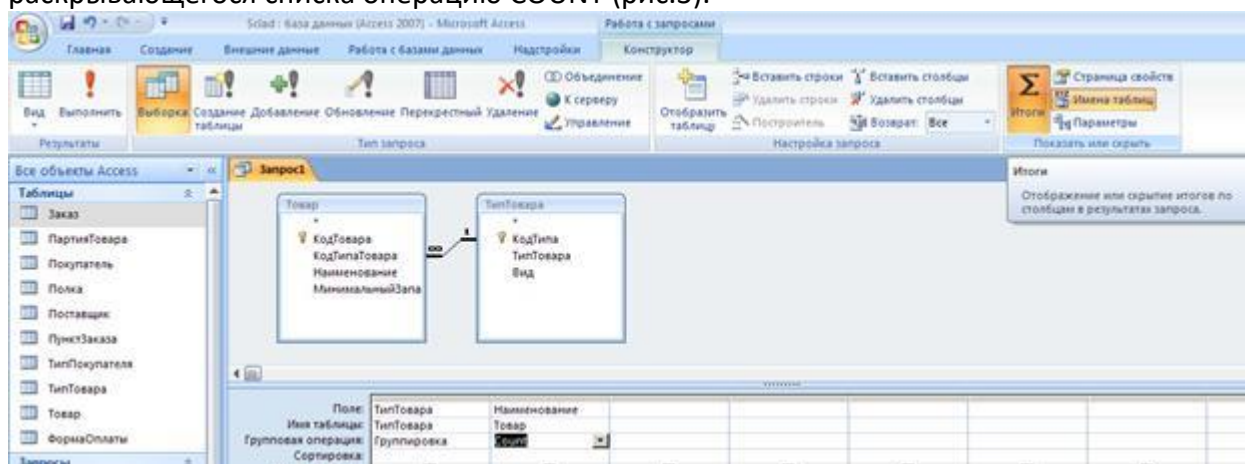 раскрывающегося списка операцию COUNT (рис.3).
Sclad : база данных (Access 2007) - Microsoft Access
Работа с запросами
Главная Создание Внешние данные Работа с базами данных Надстройки Конструктор
Вид Выполнить Выборка Создание таблицы Добавление Обновление Перекрестный Удаление
Объединение
К серверу
Управление
Отобразить таблицу
Вставить строки
Удалить строки
Построитель
Вставить столбцы
Удалить столбцы
Возврат: Все
Итоги
Страница свойств
Имена таблиц
Параметры
Результаты Тип запроса Настройка запроса Показать или скрыть
Все объекты Access
Запрос1
Итоги
Отображение или скрытие итогов по
столбцам в результатах запроса.
Таблицы
Заказ
ПартияТовара
Покупатель
Полка
Поставщик
ПунктЗаказа
ТипПокупателя
ТипТовара
Товар
ФормаОплаты
Запросы
Товар
*
КодТовара
КодТипаТовара
Наименование
МинимальныйЗапа
∞ 1
ТипТовара
*
КодТипа
ТипТовара
Вид
Поле: ТипТовара Наименование
Имя таблицы: ТипТовара Товар
Групповая операция: Группировка Count
Сортировка: